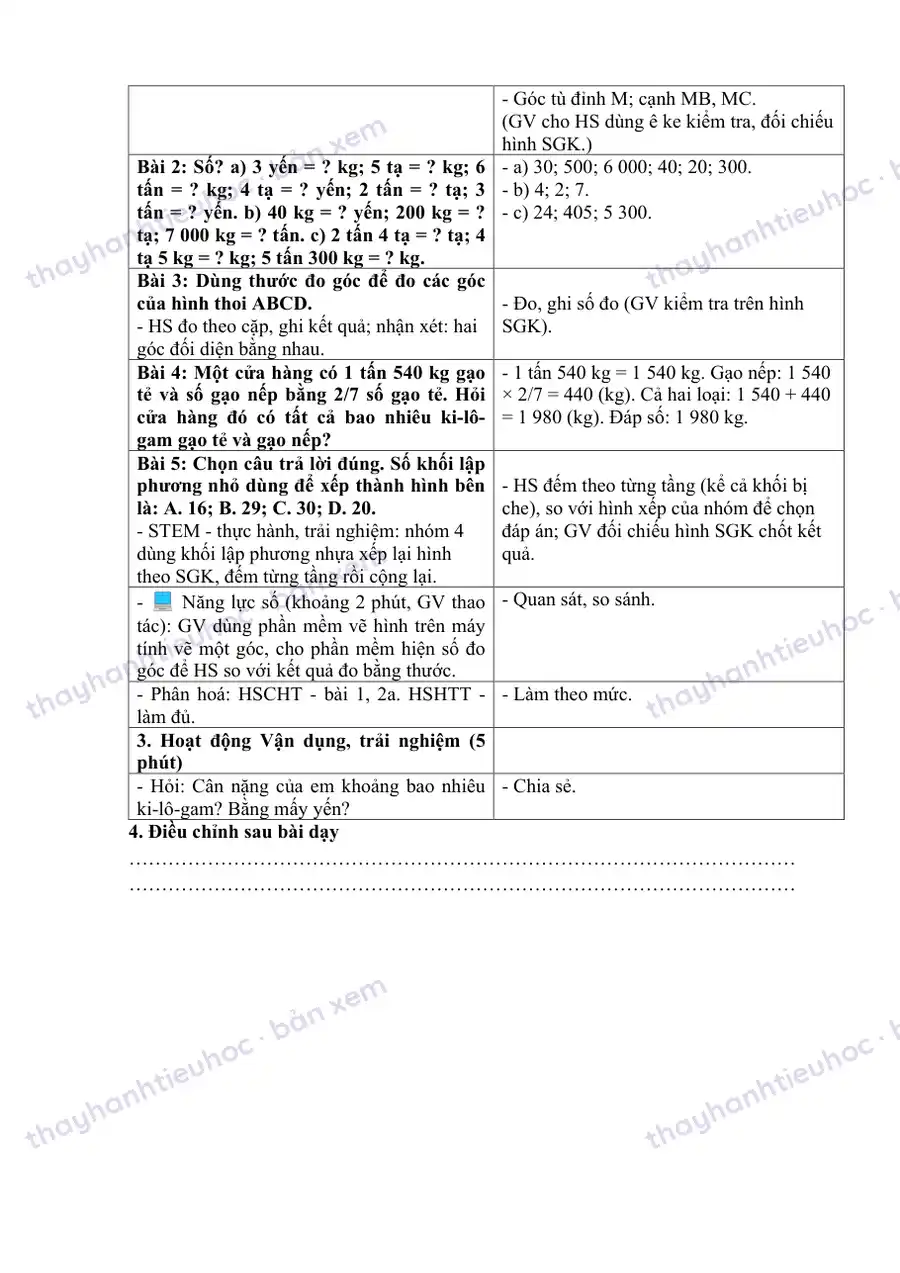 - Góc tù đỉnh M; cạnh MB, MC.
(GV cho HS dùng ê ke kiểm tra, đối chiếu
hình SGK.)
Bài 2: Số? a) 3 yến = ? kg; 5 tạ = ? kg; 6
tấn = ? kg; 4 tạ = ? yến; 2 tấn = ? tạ; 3
tấn = ? yến. b) 40 kg = ? yến; 200 kg = ?
tạ; 7 000 kg = ? tấn. c) 2 tấn 4 tạ = ? tạ; 4
tạ 5 kg = ? kg; 5 tấn 300 kg = ? kg.
- a) 30; 500; 6 000; 40; 20; 300.
- b) 4; 2; 7.
- c) 24; 405; 5 300.
Bài 3: Dùng thước đo góc để đo các góc
của hình thoi ABCD.
- HS đo theo cặp, ghi kết quả; nhận xét: hai
góc đối diện bằng nhau.
- Đo, ghi số đo (GV kiểm tra trên hình
SGK).
Bài 4: Một cửa hàng có 1 tấn 540 kg gạo
tẻ và số gạo nếp bằng 2/7 số gạo tẻ. Hỏi
cửa hàng đó có tất cả bao nhiêu ki-lô-
gam gạo tẻ và gạo nếp?
- 1 tấn 540 kg = 1 540 kg. Gạo nếp: 1 540
× 2/7 = 440 (kg). Cả hai loại: 1 540 + 440
= 1 980 (kg). Đáp số: 1 980 kg.
Bài 5: Chọn câu trả lời đúng. Số khối lập
phương nhỏ dùng để xếp thành hình bên
là: A. 16; B. 29; C. 30; D. 20.
- STEM - thực hành, trải nghiệm: nhóm 4
dùng khối lập phương nhựa xếp lại hình
theo SGK, đếm từng tầng rồi cộng lại.
- HS đếm theo từng tầng (kể cả khối bị
che), so với hình xếp của nhóm để chọn
đáp án; GV đối chiếu hình SGK chốt kết
quả.
- Năng lực số (khoảng 2 phút, GV thao
tác): GV dùng phần mềm vẽ hình trên máy
tính vẽ một góc, cho phần mềm hiện số đo
góc để HS so với kết quả đo bằng thước.
- Quan sát, so sánh.
- Phân hoá: HSCHT - bài 1, 2a. HSHTT -
làm đủ.
- Làm theo mức.
3. Hoạt động Vận dụng, trải nghiệm (5
phút)
- Hỏi: Cân nặng của em khoảng bao nhiêu
ki-lô-gam? Bằng mấy yến?
- Chia sẻ.
4. Điều chỉnh sau bài dạy
…………………………………………………………………………………………
…………………………………………………………………………………………
thayhanhtieuhoc · bản xem
thayhanhtieuhoc · b
thayhanhtieuhoc · bản xem
thayhanhtieuhoc · b
thayhanhtieuhoc · bản xem
thayhanhtieuhoc · b